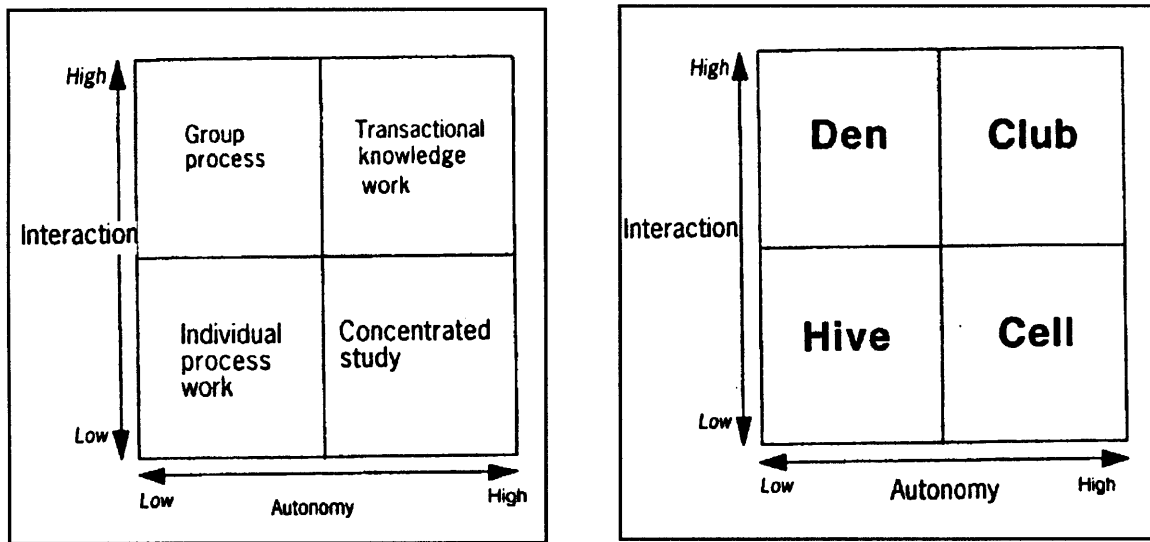 High
Group
process
Transactional
knowledge
work
Interaction
Individual
process
work
Concentrated
study
Low
Low
Autonomy
High
High
Den
Club
Interaction
Hive
Cell
Low
Low
Autonomy
High